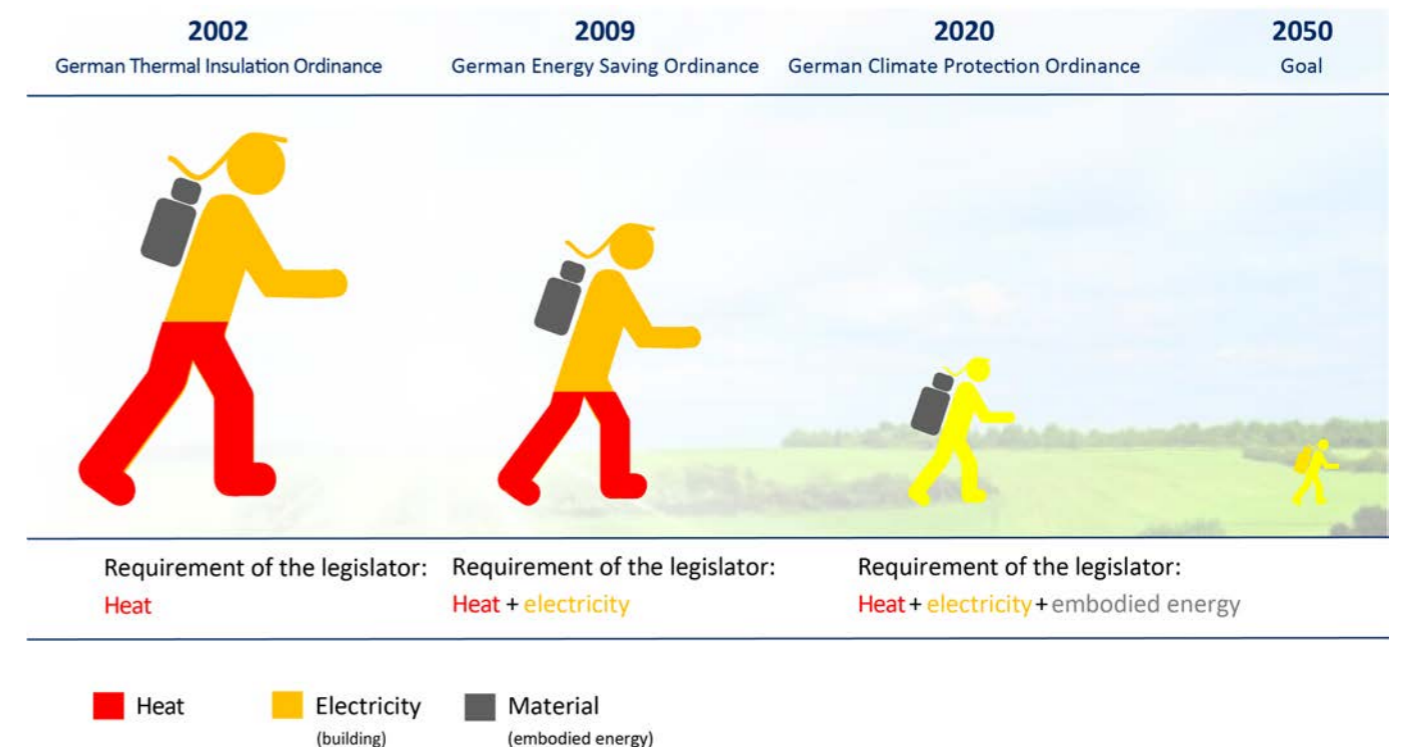 2002
German Thermal Insulation Ordinance
2009
German Energy Saving Ordinance
2020
German Climate Protection Ordinance
2050
Goal
Requirement of the legislator:
Heat
Requirement of the legislator:
Heat + electricity
Requirement of the legislator:
Heat + electricity + embodied energy
Heat
Electricity
(building)
Material
(embodied energy)